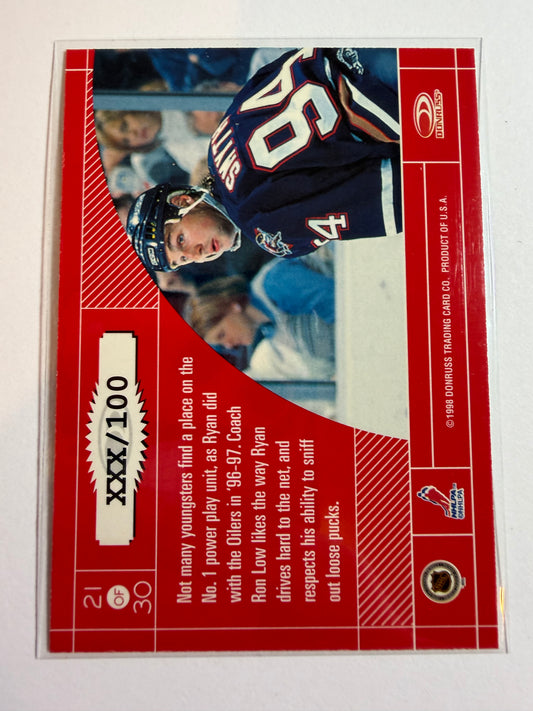 SMYTH
94
94
DONRUSS
21
OF
30
XXX/100
Not many youngsters find a place on the
No. 1 power play unit, as Ryan did
with the Oilers in '96-97. Coach
Ron Low likes the way Ryan
drives hard to the net, and
respects his ability to sniff
out loose pucks.
NHLPA
© 1998 DONRUSS TRADING CARD CO. PRODUCT OF U.S.A.